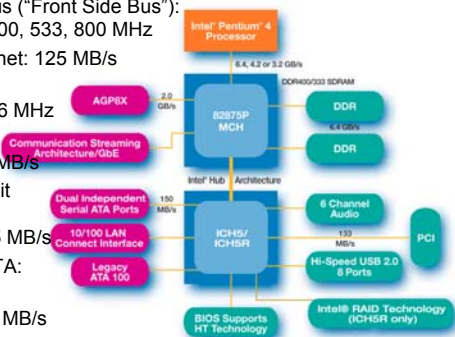 us ("Front Side Bus"):
00, 533, 800 MHz
net: 125 MB/s
6 MHz
MB/s
it
MB/s
TA:
MB/s
Intel® Pentium® 4
Processor
6.4, 4.2 or 3.2 GB/s
DDR400/333 SDRAM
AGP8X
2.0
GB/s
82875P
MCH
DDR
6.4 GB/s
DDR
Communication Streaming
Architecture/GbE
Intel® Hub Architecture
Dual Independent
Serial ATA Ports
150
MB/s
ICH5/
ICH5R
6 Channel
Audio
10/100 LAN
Connect Interface
133
MB/s
PCI
Legacy
ATA 100
Hi-Speed USB 2.0
8 Ports
BIOS Supports
HT Technology
Intel® RAID Technology
(ICH5R only)